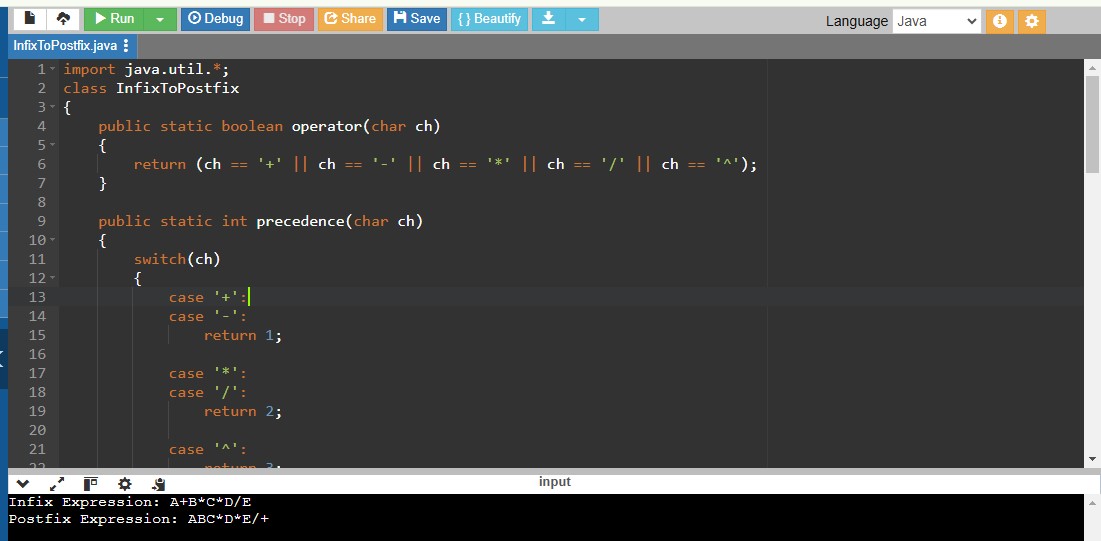 Run Debug Stop Share Save { } Beautify Language Java
InfixToPostfix.java
1 import java.util.*;
2 class InfixToPostfix
3 {
4 public static boolean operator(char ch)
5 {
6 return (ch == '+' || ch == '-' || ch == '*' || ch == '/' || ch == '^');
7 }
8
9 public static int precedence(char ch)
10 {
11 switch(ch)
12 {
13 case '+':
14 case '-':
15 return 1;
16
17 case '*':
18 case '/':
19 return 2;
20
21 case '^':
22 return 3;
input
Infix Expression: A+B*C*D/E
Postfix Expression: ABC*D*E/+